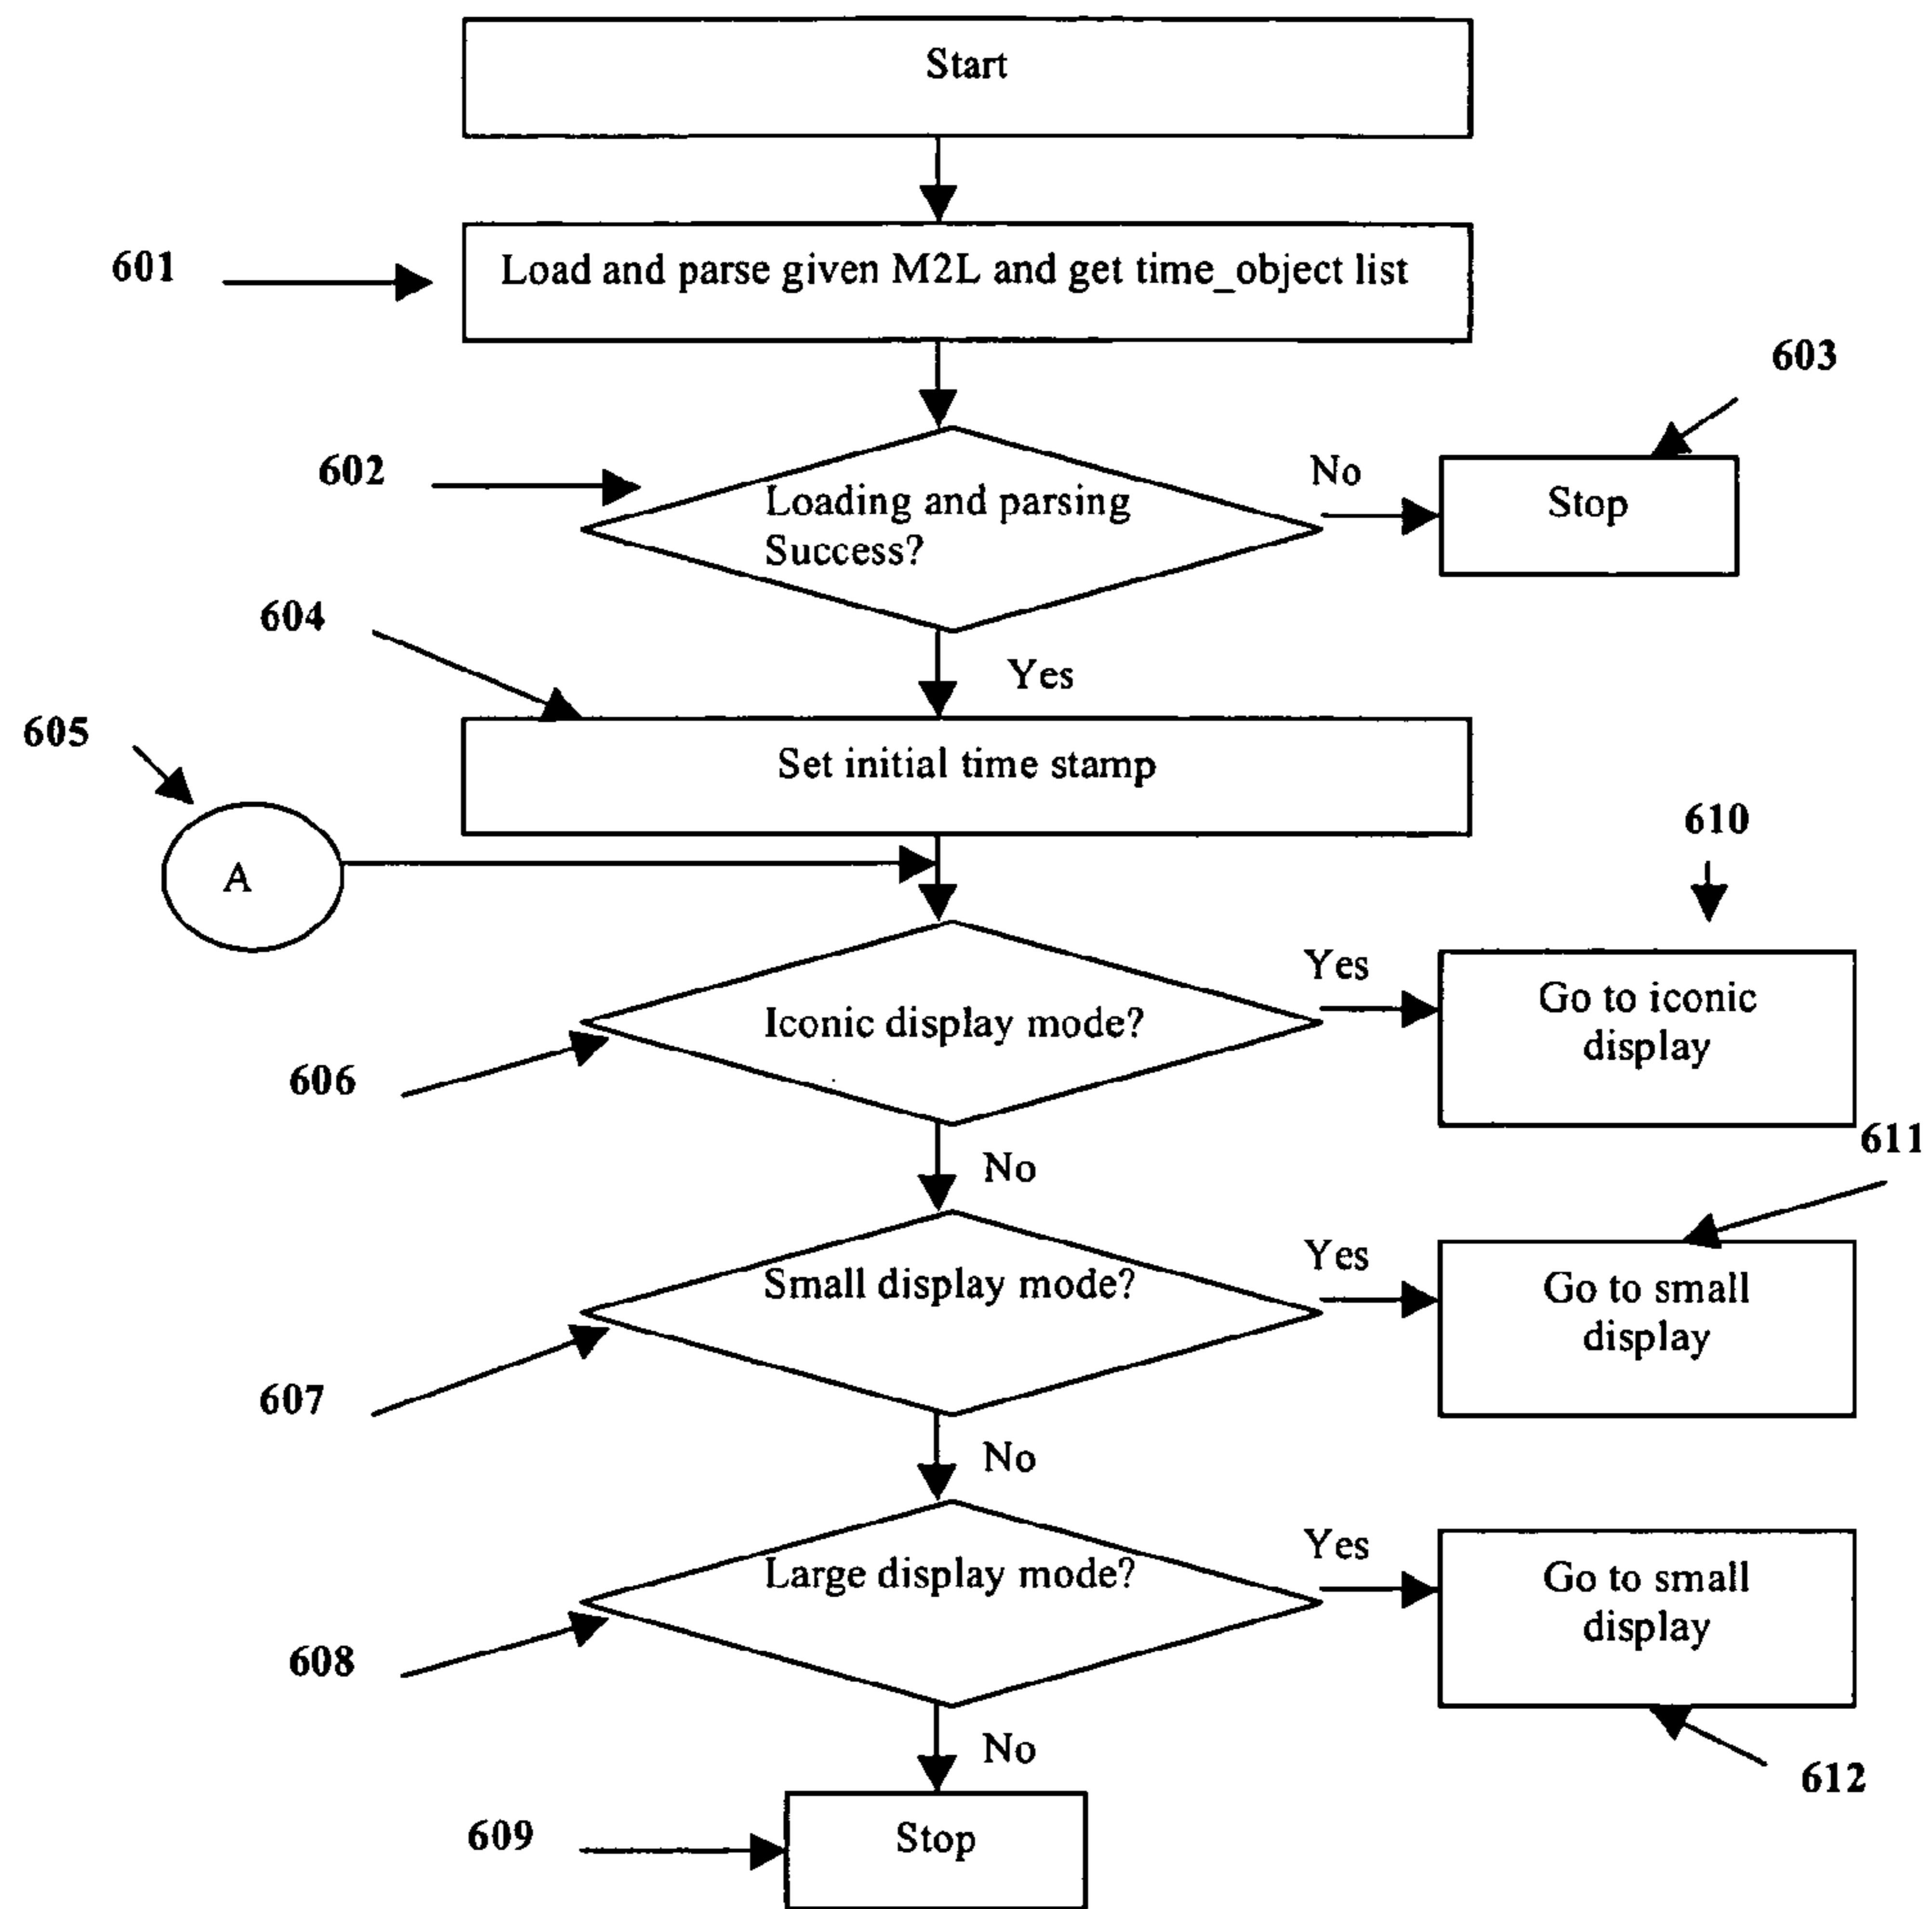 Start
601
Load and parse given M2L and get time_object list
603
602
Loading and parsing
Success?
No
Stop
604
Yes
605
Set initial time stamp
A
610
Iconic display mode?
Yes
Go to iconic
display
606
No
611
Small display mode?
Yes
Go to small
display
607
No
Large display mode?
Yes
Go to small
display
608
No
612
609
Stop